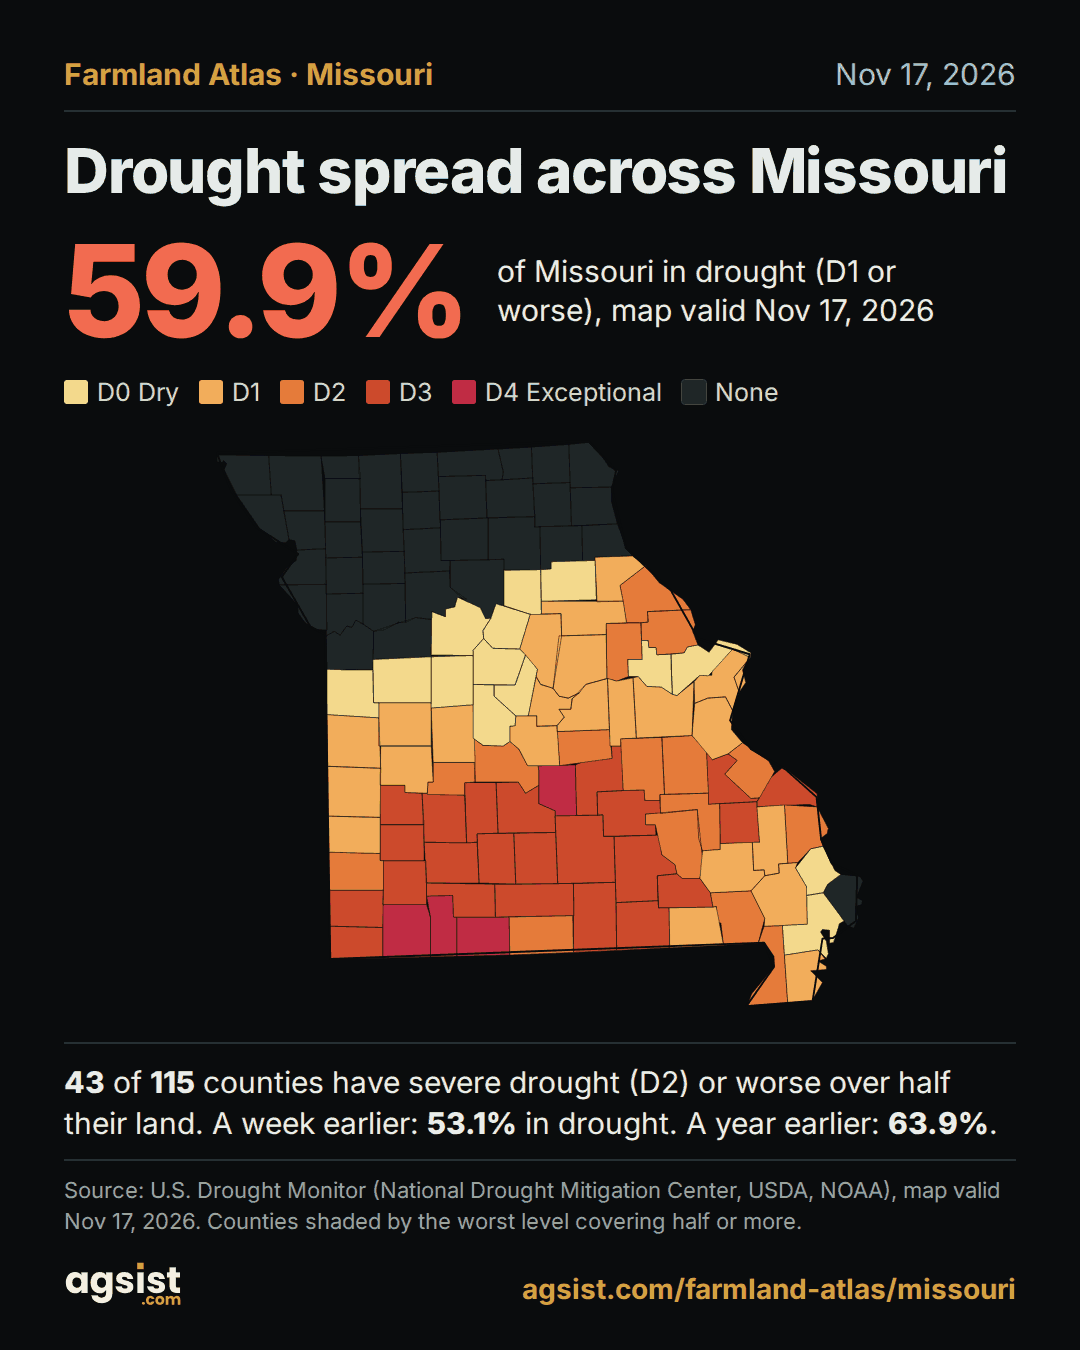 Farmland Atlas · Missouri
Nov 17, 2026
Drought spread across Missouri
59.9%
of Missouri in drought (D1 or
worse), map valid Nov 17, 2026
D0 Dry D1 D2 D3 D4 Exceptional None
43 of 115 counties have severe drought (D2) or worse over half
their land. A week earlier: 53.1% in drought. A year earlier: 63.9%.
Source: U.S. Drought Monitor (National Drought Mitigation Center, USDA, NOAA), map valid
Nov 17, 2026. Counties shaded by the worst level covering half or more.
agsist
.com
agsist.com/farmland-atlas/missouri